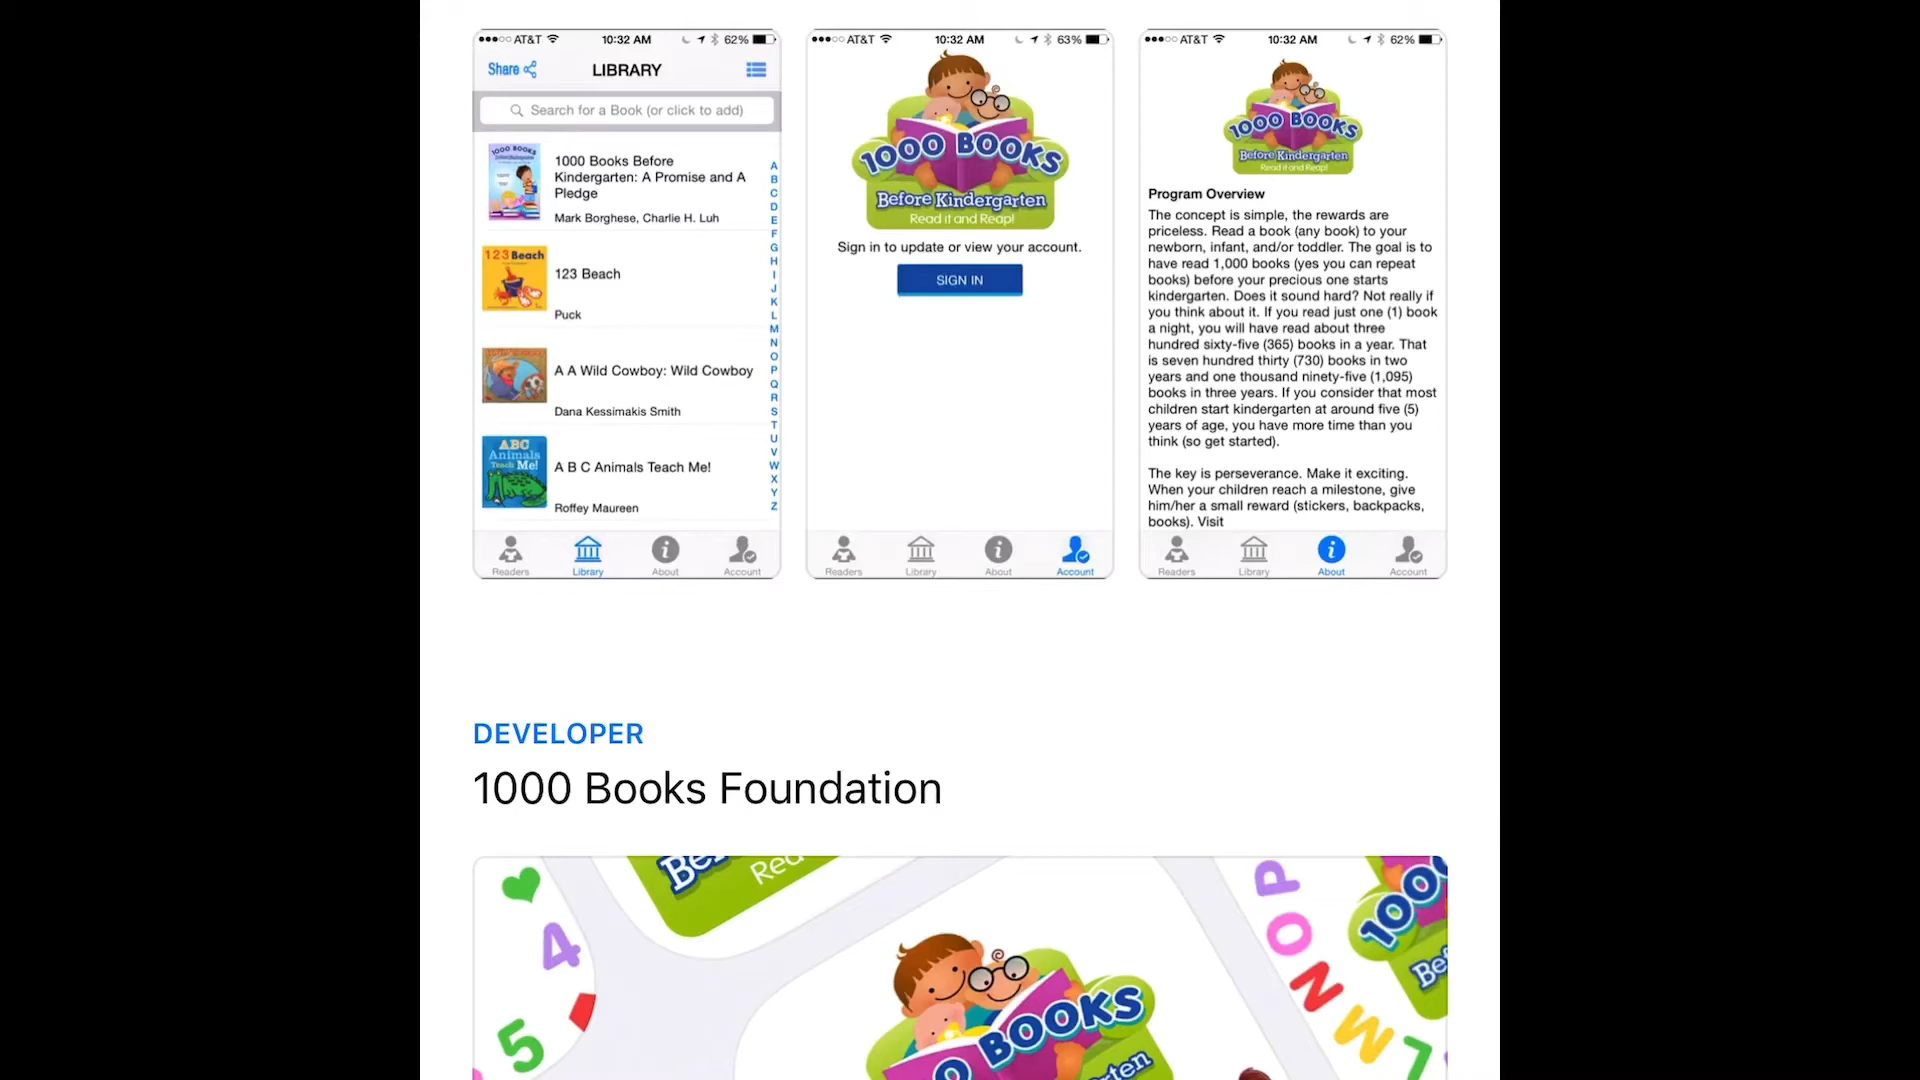 AT&T 10:32 AM 62%
Share LIBRARY
Search for a Book (or click to add)
1000 BOOKS
1000 Books Before
Kindergarten: A Promise and A
Pledge
Mark Borghese, Charlie H. Luh
123 Beach
123 Beach
Puck
A A Wild Cowboy: Wild Cowboy
Dana Kessimakis Smith
ABC
Animals
Teach Me!
A B C Animals Teach Me!
Roffey Maureen
A
B
C
D
E
F
G
H
I
J
K
L
M
N
O
P
Q
R
S
T
U
V
W
X
Y
Z
Readers Library About Account
AT&T 10:32 AM 63%
1000 BOOKS
Before Kindergarten
Read it and Reap!
Sign in to update or view your account.
SIGN IN
Readers Library About Account
AT&T 10:32 AM 62%
1000 BOOKS
Before Kindergarten
Read it and Reap!
Program Overview
The concept is simple, the rewards are
priceless. Read a book (any book) to your
newborn, infant, and/or toddler. The goal is to
have read 1,000 books (yes you can repeat
books) before your precious one starts
kindergarten. Does it sound hard? Not really if
you think about it. If you read just one (1) book
a night, you will have read about three
hundred sixty-five (365) books in a year. That
is seven hundred thirty (730) books in two
years and one thousand ninety-five (1,095)
books in three years. If you consider that most
children start kindergarten at around five (5)
years of age, you have more time than you
think (so get started).
The key is perseverance. Make it exciting.
When your children reach a milestone, give
him/her a small reward (stickers, backpacks,
books). Visit
Readers Library About Account
DEVELOPER
1000 Books Foundation
Bef
Read
4
5
0 BOOKS
rten
P
O
N
M
L
1000
Bef